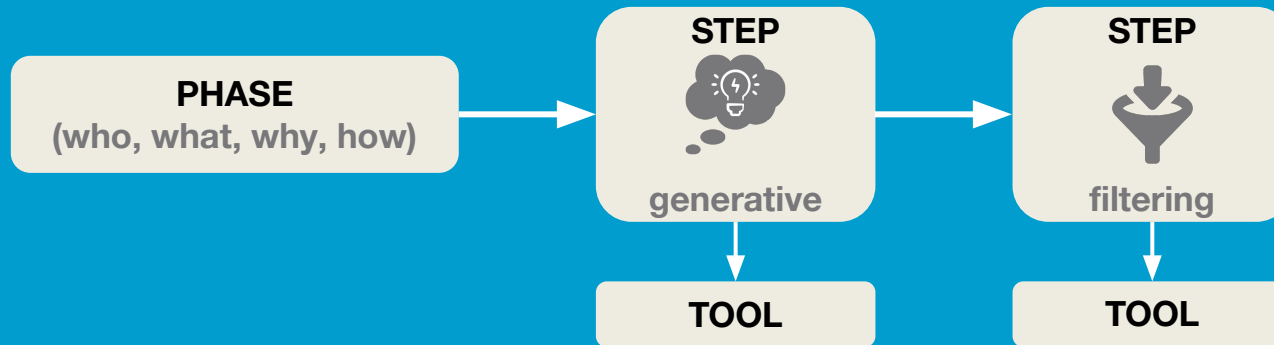 PHASE
(who, what, why, how)
STEP
generative
TOOL
STEP
filtering
TOOL